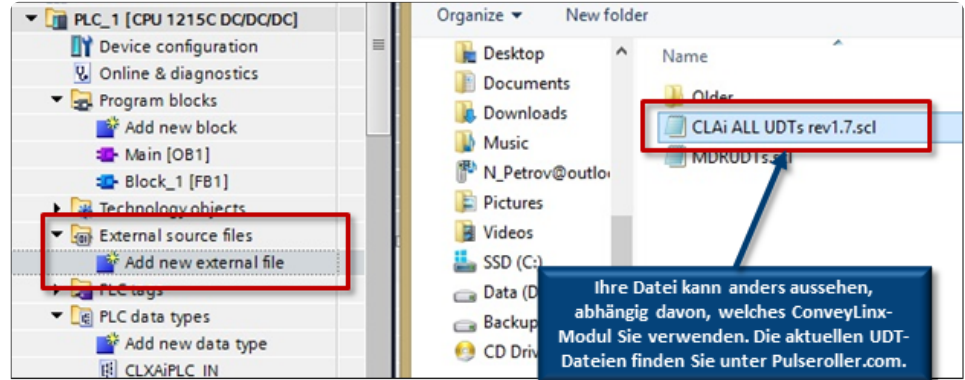 PLC_1 [CPU 1215C DC/DC/DC]
Device configuration
Online & diagnostics
Program blocks
Add new block
Main [OB1]
Block_1 [FB1]
Technology objects
External source files
Add new external file
PLC tags
PLC data types
Add new data type
CLXAiPLC_IN
Organize
New folder
Desktop
Documents
Downloads
Music
N_Petrov@outlo
Pictures
Videos
SSD (C:)
Data (D
Backup
CD Driv
Name
Older
CLAi ALL UDTs rev1.7.scl
MDRUDTs.scl
Ihre Datei kann anders aussehen,
abhängig davon, welches ConveyLinx-
Modul Sie verwenden. Die aktuellen UDT-
Dateien finden Sie unter Pulseroller.com.